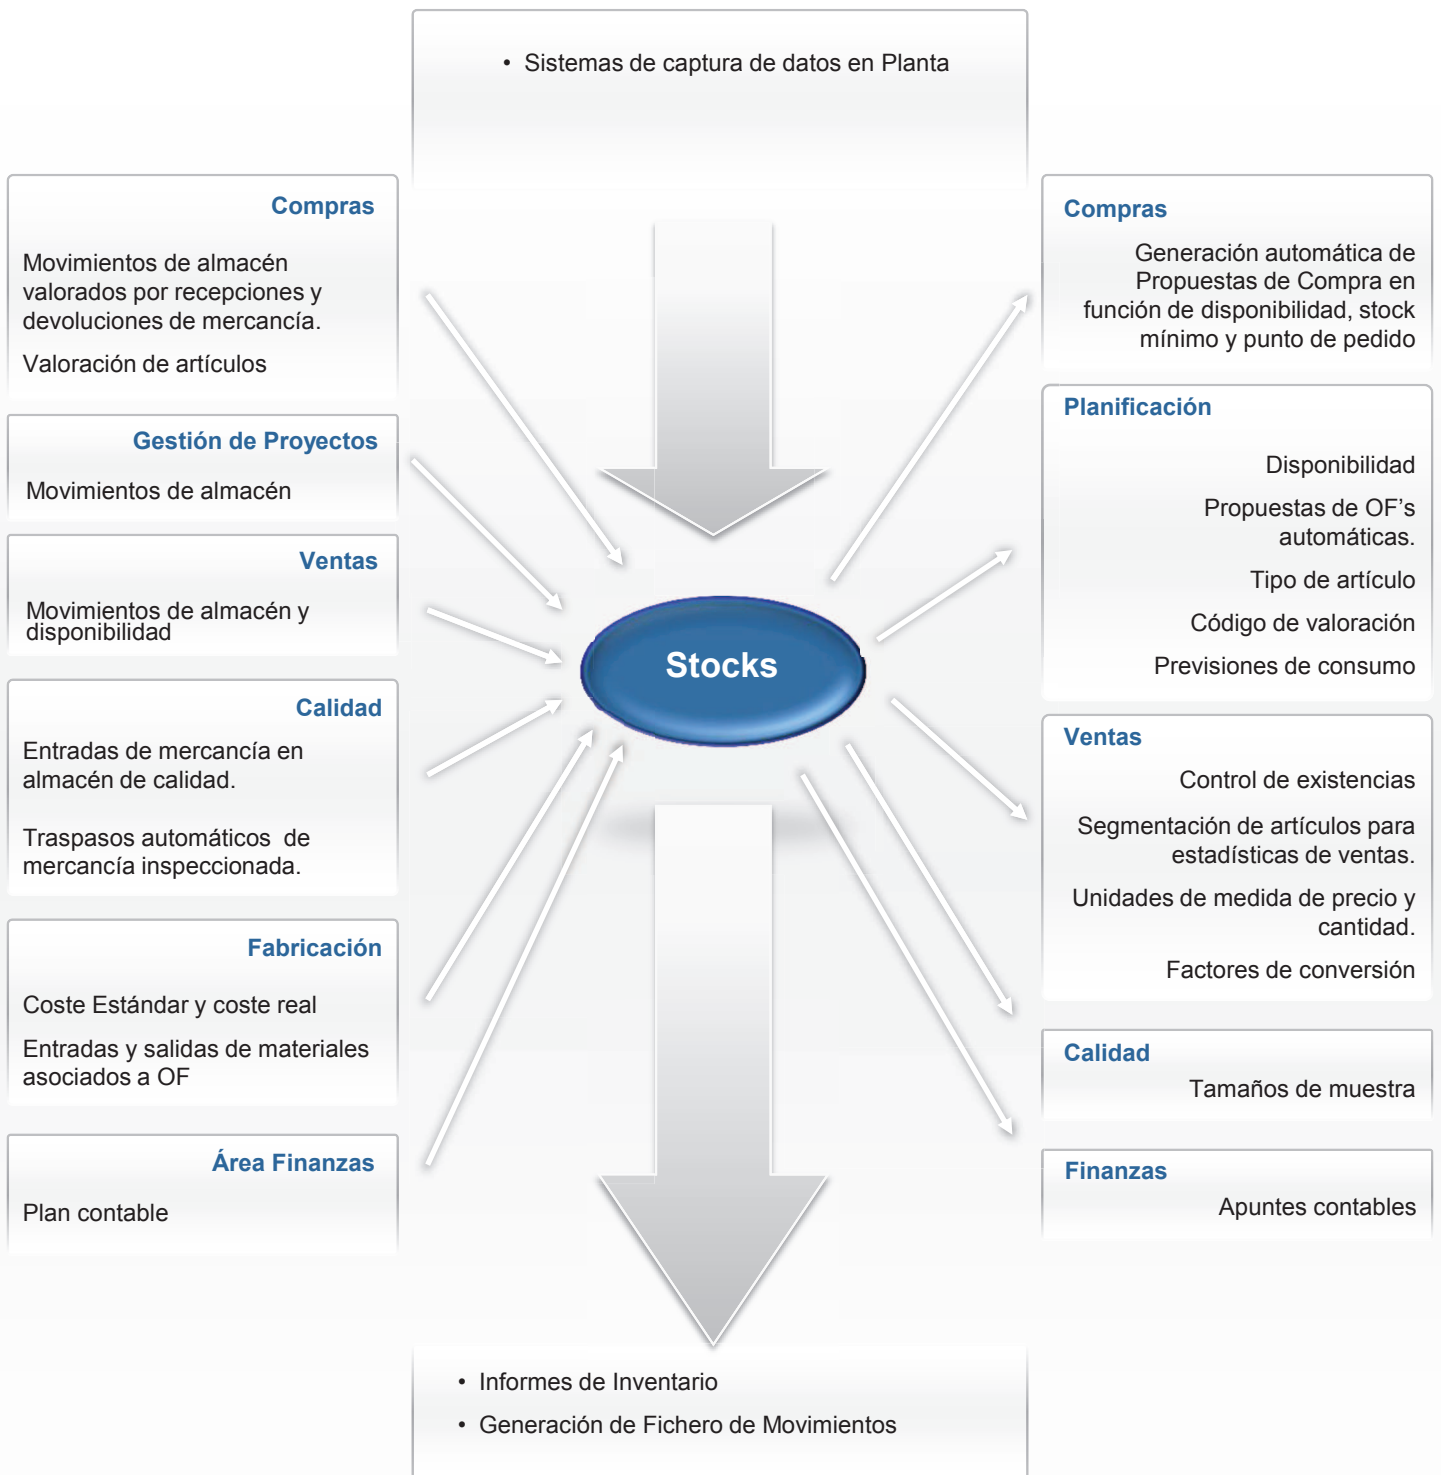 • Sistemas de captura de datos en Planta
Compras
Movimientos de almacén
valorados por recepciones y
devoluciones de mercancía.
Valoración de artículos
Gestión de Proyectos
Movimientos de almacén
Ventas
Movimientos de almacén y
disponibilidad
Calidad
Entradas de mercancía en
almacén de calidad.
Traspasos automáticos de
mercancía inspeccionada.
Fabricación
Coste Estándar y coste real
Entradas y salidas de materiales
asociados a OF
Área Finanzas
Plan contable
Stocks
Compras
Generación automática de
Propuestas de Compra en
función de disponibilidad, stock
mínimo y punto de pedido
Planificación
Disponibilidad
Propuestas de OF's
automáticas.
Tipo de artículo
Código de valoración
Previsiones de consumo
Ventas
Control de existencias
Segmentación de artículos para
estadísticas de ventas.
Unidades de medida de precio y
cantidad.
Factores de conversión
Calidad
Tamaños de muestra
Finanzas
Apuntes contables
• Informes de Inventario
• Generación de Fichero de Movimientos